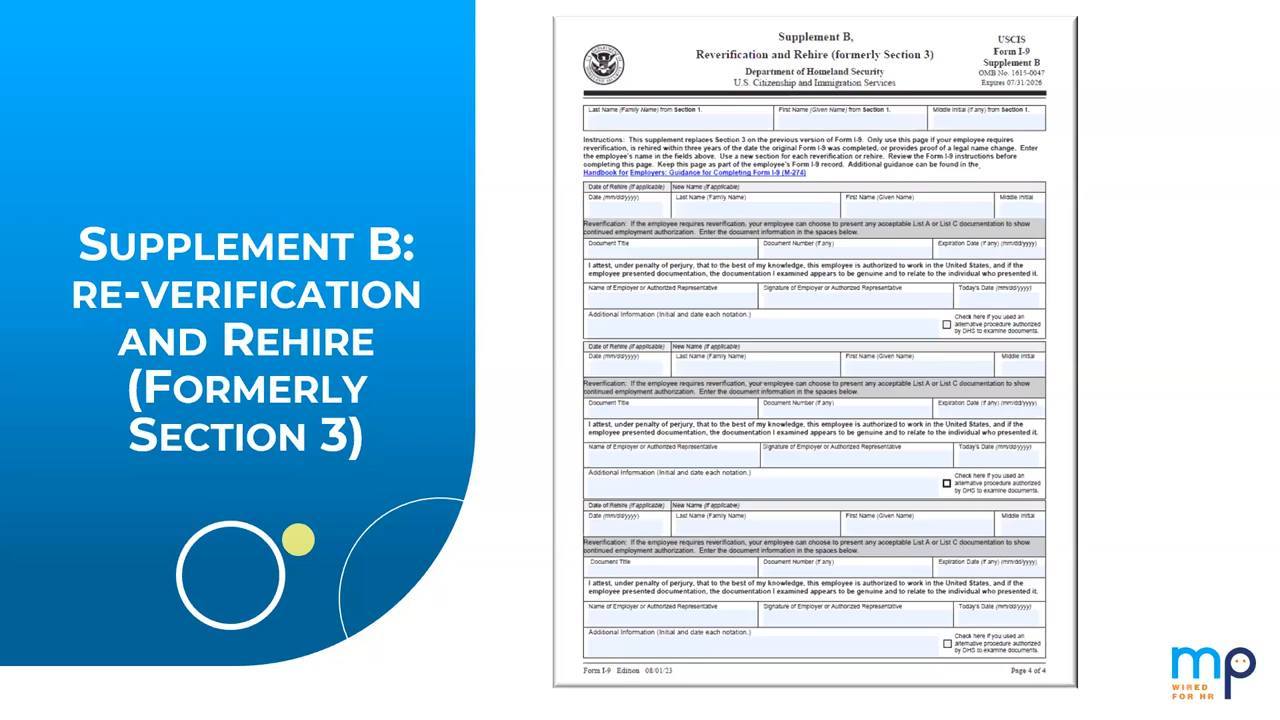 SUPPLEMENT B:
RE-VERIFICATION
AND REHIRE
(FORMERLY
SECTION 3)
Supplement B,
Reverification and Rehire (formerly Section 3)
Department of Homeland Security
U.S. Citizenship and Immigration Services
USCIS
Form I-9
Supplement B
OMB No. 1615-0047
Expires 07/31/2026
Last Name (Family Name) from Section 1.
First Name (Given Name) from Section 1.
Middle initial (if any) from Section 1.
Instructions: This supplement replaces Section 3 on the previous version of Form I-9. Only use this page if your employee requires
reverification, is rehired within three years of the date the original Form I-9 was completed, or provides proof of a legal name change. Enter
the employee's name in the fields above. Use a new section for each reverification or rehire. Review the Form I-9 instructions before
completing this page. Keep this page as part of the employee's Form I-9 record. Additional guidance can be found in the
Handbook for Employers: Guidance for Completing Form I-9 (M-274)
Date of Rehire (if applicable) New Name (if applicable)
Date (mm/dd/yyyy) Last Name (Family Name) First Name (Given Name) Middle Initial
Reverification: If the employee requires reverification, your employee can choose to present any acceptable List A or List C documentation to show
continued employment authorization. Enter the document information in the spaces below.
Document Title Document Number (if any) Expiration Date (if any) (mm/dd/yyyy)
I attest, under penalty of perjury, that to the best of my knowledge, this employee is authorized to work in the United States, and if the
employee presented documentation, the documentation I examined appears to be genuine and to relate to the individual who presented it.
Name of Employer or Authorized Representative Signature of Employer or Authorized Representative Today's Date (mm/dd/yyyy)
Additional Information (Initial and date each notation.)
Check here if you used an
alternative procedure authorized
by DHS to examine documents.
Date of Rehire (if applicable) New Name (if applicable)
Date (mm/dd/yyyy) Last Name (Family Name) First Name (Given Name) Middle Initial
Reverification: If the employee requires reverification, your employee can choose to present any acceptable List A or List C documentation to show
continued employment authorization. Enter the document information in the spaces below.
Document Title Document Number (if any) Expiration Date (if any) (mm/dd/yyyy)
I attest, under penalty of perjury, that to the best of my knowledge, this employee is authorized to work in the United States, and if the
employee presented documentation, the documentation I examined appears to be genuine and to relate to the individual who presented it.
Name of Employer or Authorized Representative Signature of Employer or Authorized Representative Today's Date (mm/dd/yyyy)
Additional Information (Initial and date each notation.)
Check here if you used an
alternative procedure authorized
by DHS to examine documents.
Date of Rehire (if applicable) New Name (if applicable)
Date (mm/dd/yyyy) Last Name (Family Name) First Name (Given Name) Middle Initial
Reverification: If the employee requires reverification, your employee can choose to present any acceptable List A or List C documentation to show
continued employment authorization. Enter the document information in the spaces below.
Document Title Document Number (if any) Expiration Date (if any) (mm/dd/yyyy)
I attest, under penalty of perjury, that to the best of my knowledge, this employee is authorized to work in the United States, and if the
employee presented documentation, the documentation I examined appears to be genuine and to relate to the individual who presented it.
Name of Employer or Authorized Representative Signature of Employer or Authorized Representative Today's Date (mm/dd/yyyy)
Additional Information (Initial and date each notation.)
Check here if you used an
alternative procedure authorized
by DHS to examine documents.
Form I-9 Edition 08/01/23
Page 4 of 4
mp
WIRED
FOR HR